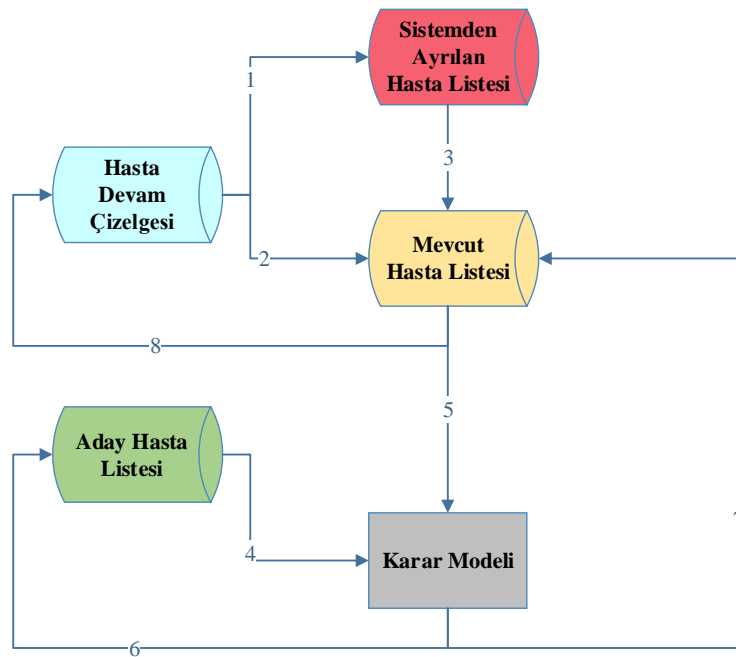 Sistemden
Ayrılan
Hasta Listesi
1
3
Hasta
Devam
Çizelgesi
Mevcut
Hasta Listesi
2
8
5
Aday Hasta
Listesi
4
Karar Modeli
6